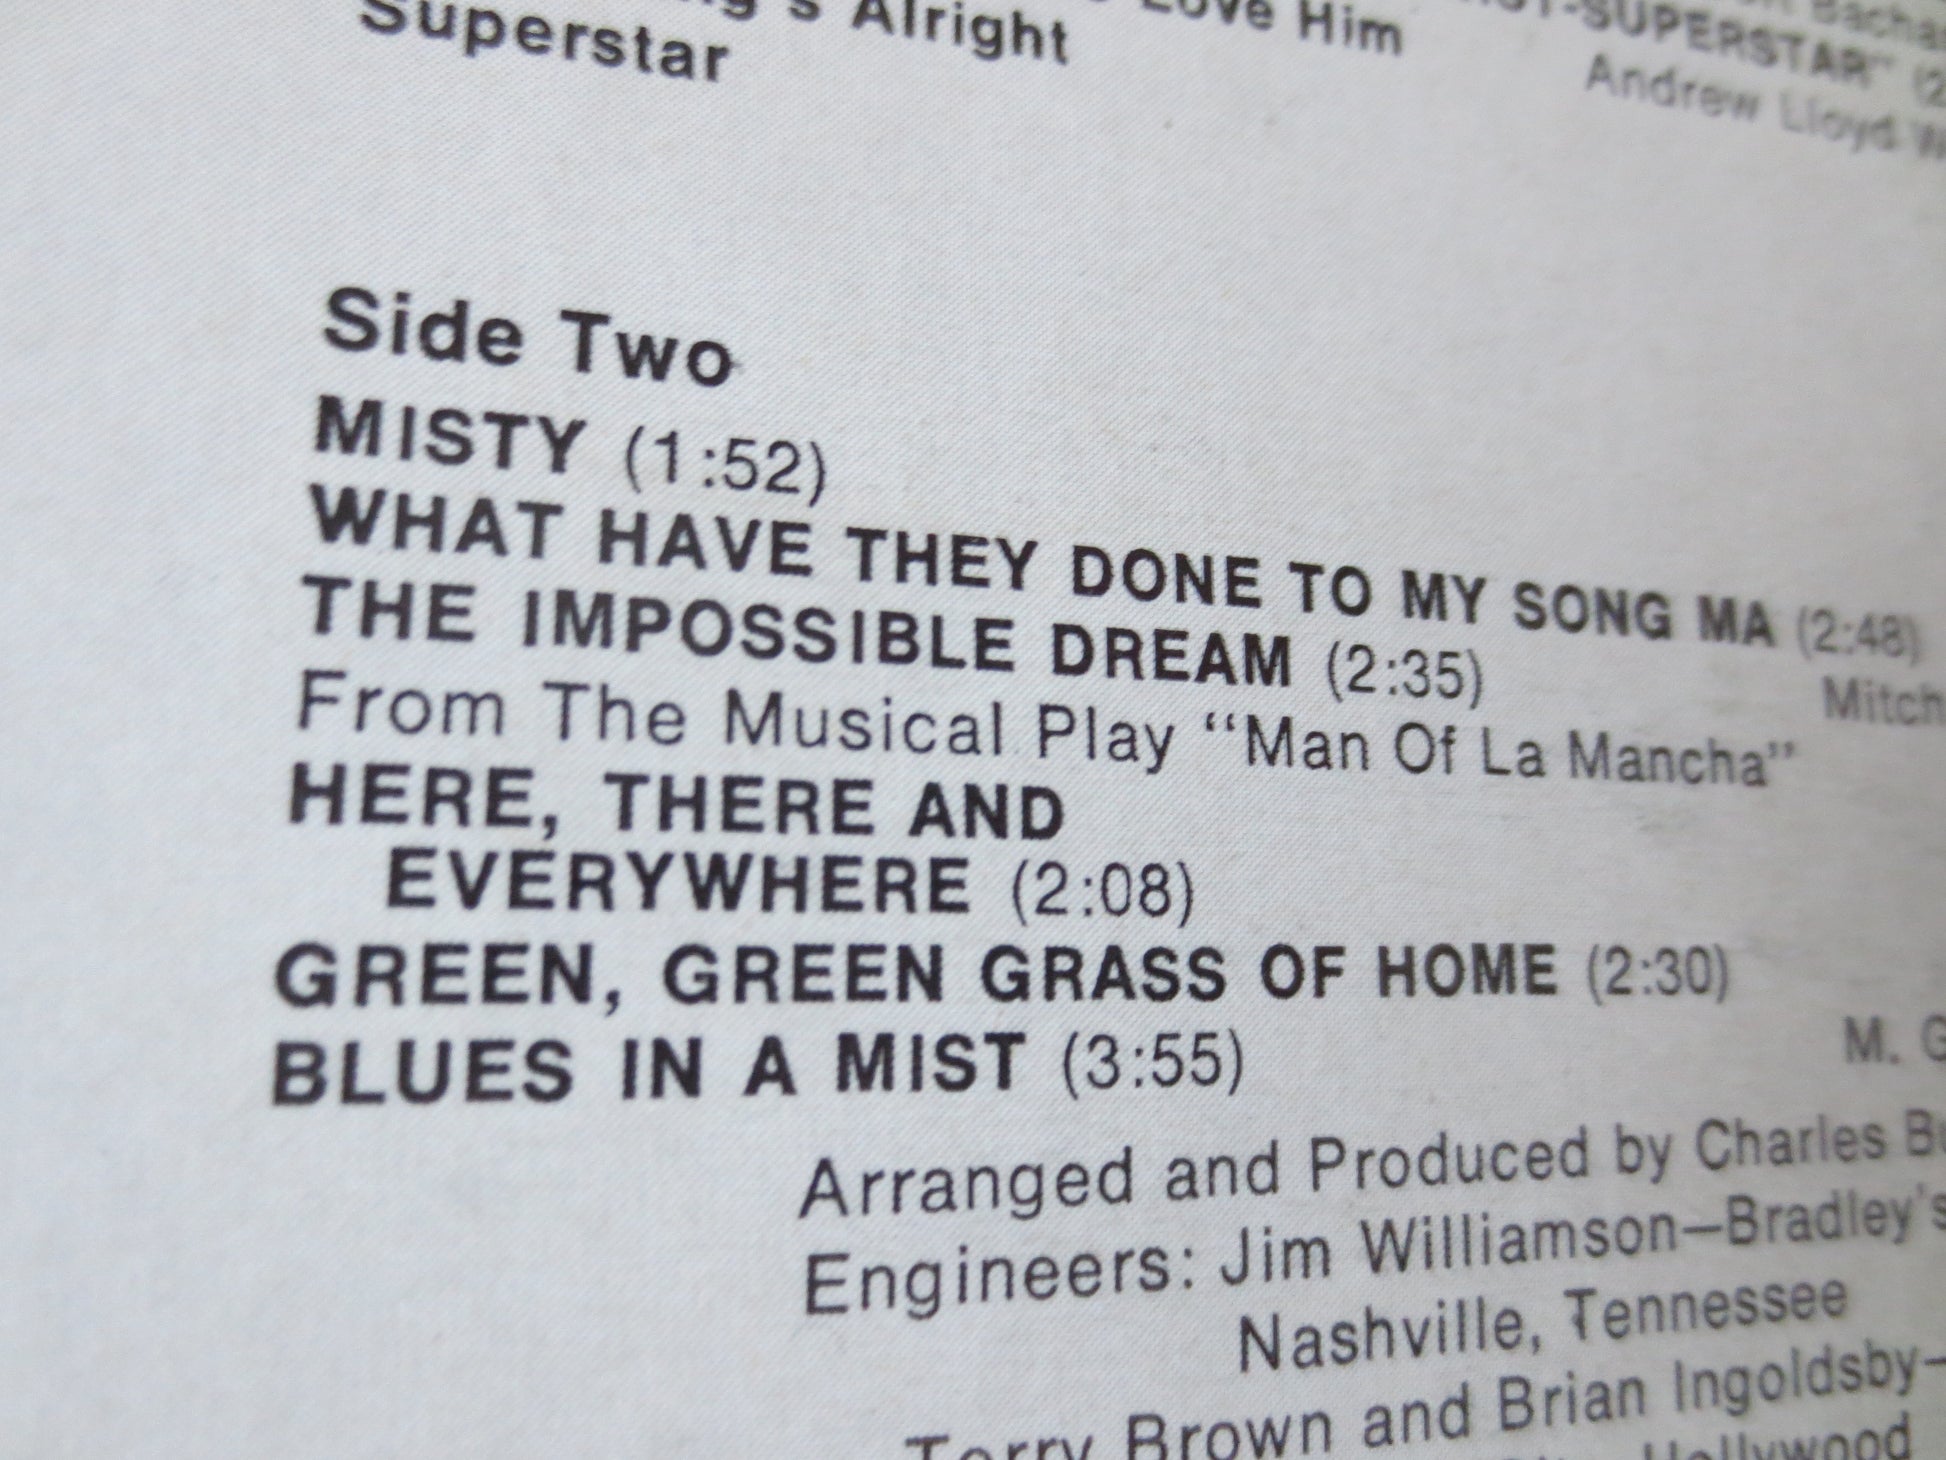 's Alright Love Him
Superstar
-SUPERSTAR"
Andrew Lloyd
Side Two
MISTY (1:52)
WHAT HAVE THEY DONE TO MY SONG MA (2:48)
THE IMPOSSIBLE DREAM (2:35)
From The Musical Play "Man Of La Mancha"
HERE, THERE AND
EVERYWHERE (2:08)
GREEN, GREEN GRASS OF HOME (2:30)
BLUES IN A MIST (3:55)
M. G
Arranged and Produced by Charles
Engineers: Jim Williamson—Bradley's
Nashville, Tennessee
Terry Brown and Brian Ingoldsby—
Hollywood